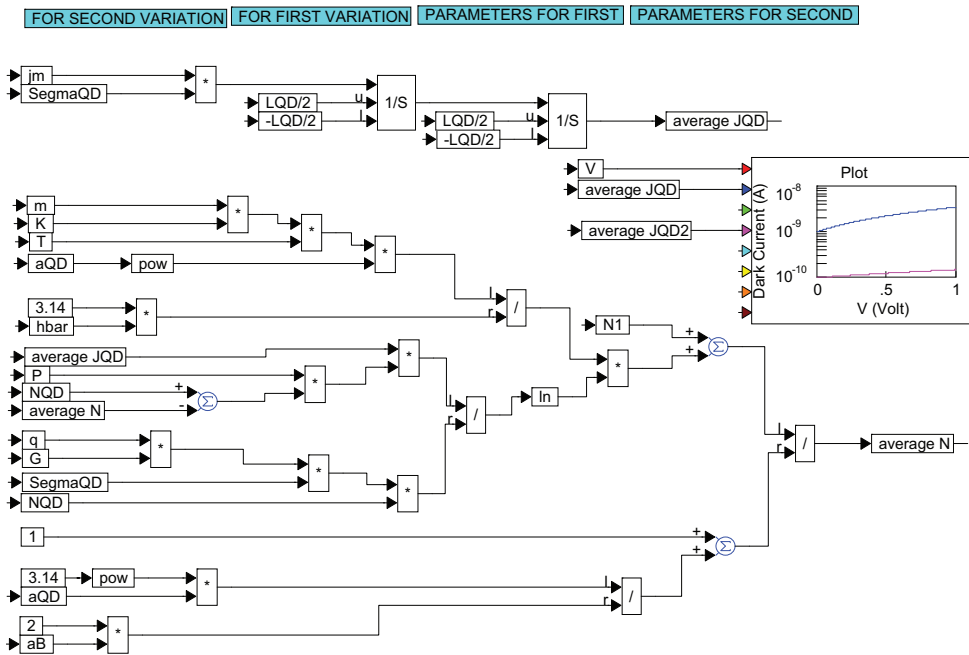 FOR SECOND VARIATION FOR FIRST VARIATION PARAMETERS FOR FIRST PARAMETERS FOR SECOND
jm
SegmaQD
*
LQD/2
-LQD/2
u
l
1/S
LQD/2
-LQD/2
u
l
1/S
average JQD
V
average JQD
average JQD2
Plot
Dark Current (A)
10-8
10-9
10-10
0 .5 1
V (Volt)
m
K
*
T
*
aQD
pow
*
3.14
hbar
*
l
r
/
average JQD
P
NQD
average N
+
-
Σ
*
*
q
G
*
SegmaQD
*
NQD
*
l
r
/
ln
*
N1
+
+
Σ
1
3.14
pow
aQD
*
2
aB
*
l
r
/
+
+
Σ
l
r
/
average N